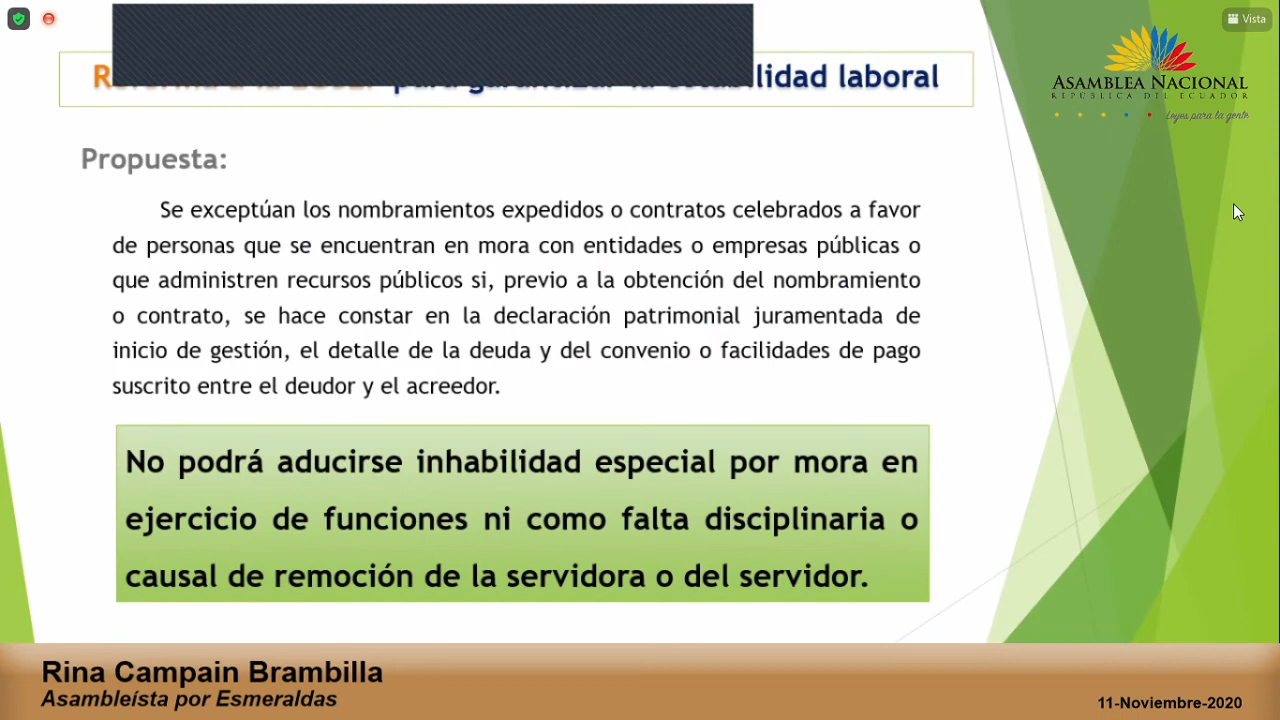 Vista
lidad laboral
ASAMBLEA NACIONAL
REPÚBLICA DEL ECUADOR
Leyes para la gente
Propuesta:
Se exceptúan los nombramientos expedidos o contratos celebrados a favor
de personas que se encuentran en mora con entidades o empresas públicas o
que administren recursos públicos si, previo a la obtención del nombramiento
o contrato, se hace constar en la declaración patrimonial juramentada de
inicio de gestión, el detalle de la deuda y del convenio o facilidades de pago
suscrito entre el deudor y el acreedor.
No podrá aducirse inhabilidad especial por mora en
ejercicio de funciones ni como falta disciplinaria o
causal de remoción de la servidora o del servidor.
Rina Campain Brambilla
Asambleísta por Esmeraldas
11-Noviembre-2020